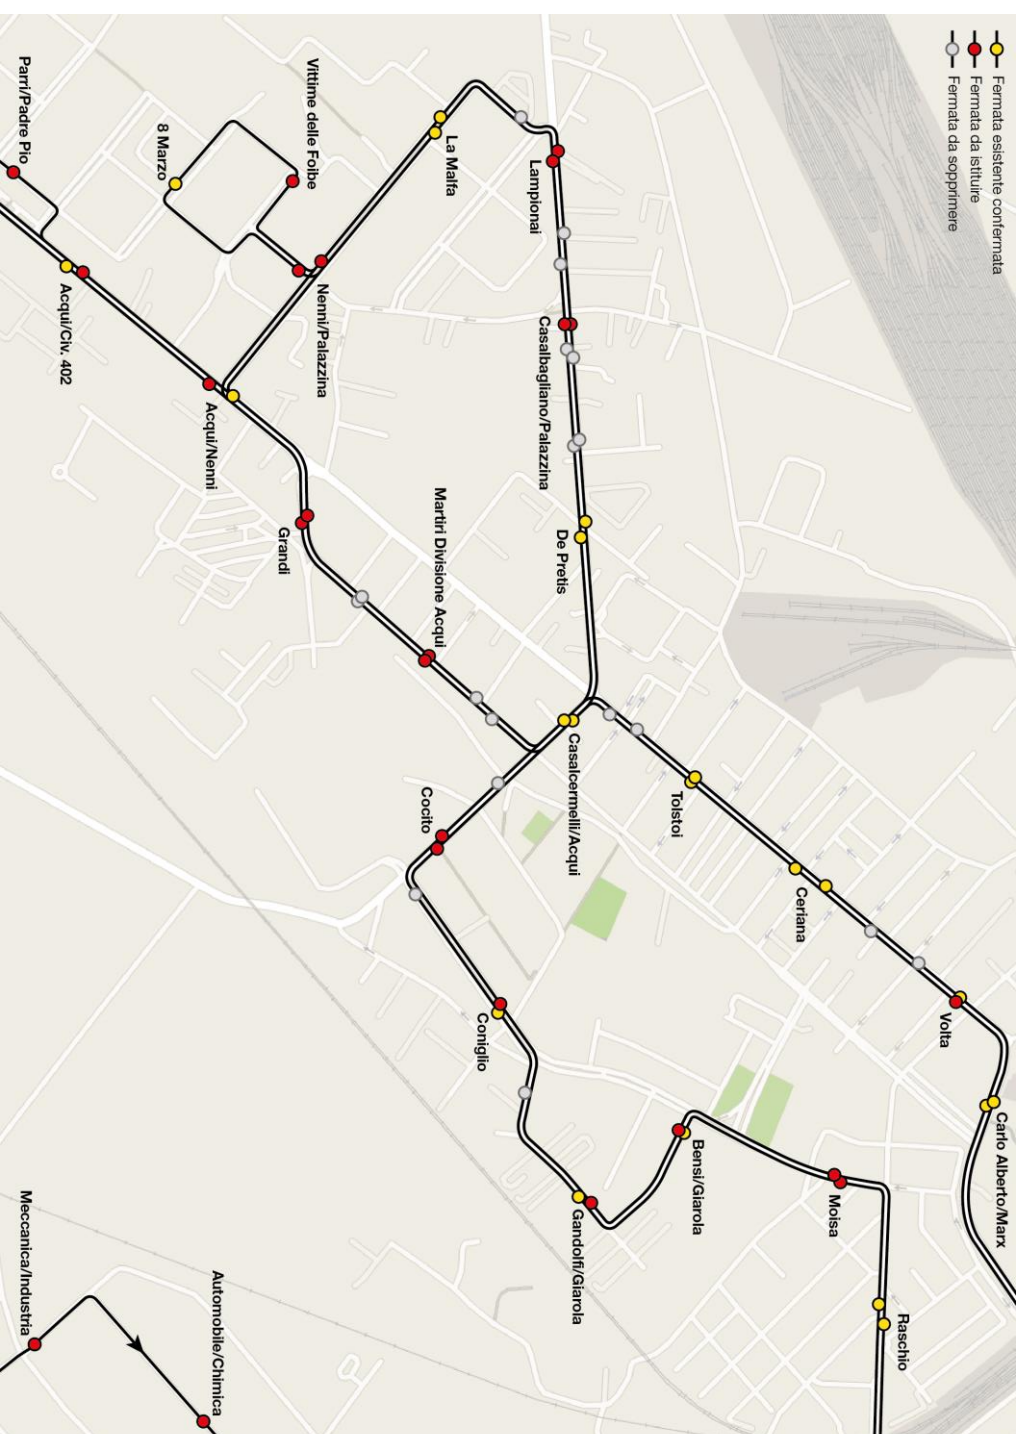 Fermata esistente confermata
Fermata da istituire
Fermata da sopprimere
Carlo Alberto/Marx
Volta
Raschio
Moisa
Ceriana
Bensi/Giarola
Tolstoi
Gandolfi/Giarola
Casalcermelli/Acqui
De Pretis
Casalbagliano/Palazzina
Lampionai
Coniglio
La Malfa
Martiri Divisione Acqui
Cocito
Nenni/Palazzina
Vittime delle Foibe
Grandi
Automobile/Chimica
Acqui/Nenni
8 Marzo
Acqui/Civ. 402
Meccanica/Industria
Parri/Padre Pio